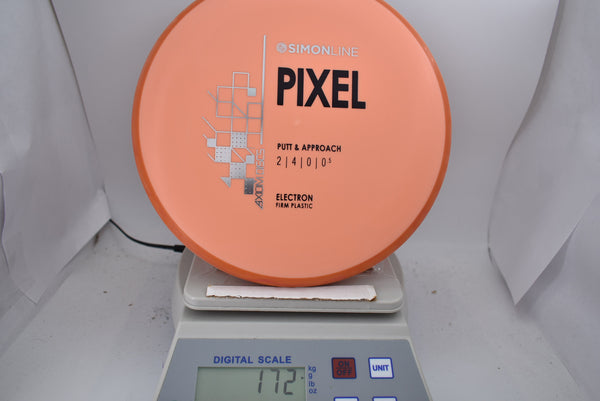 SIMONLINE
PIXEL
PUTT & APPROACH
2 | 4 | 0 | 0.5
ELECTRON
FIRM PLASTIC
AXIOM DISCS
DIGITAL SCALE
172
kg
g
lb
oz
ON
OFF
UNIT